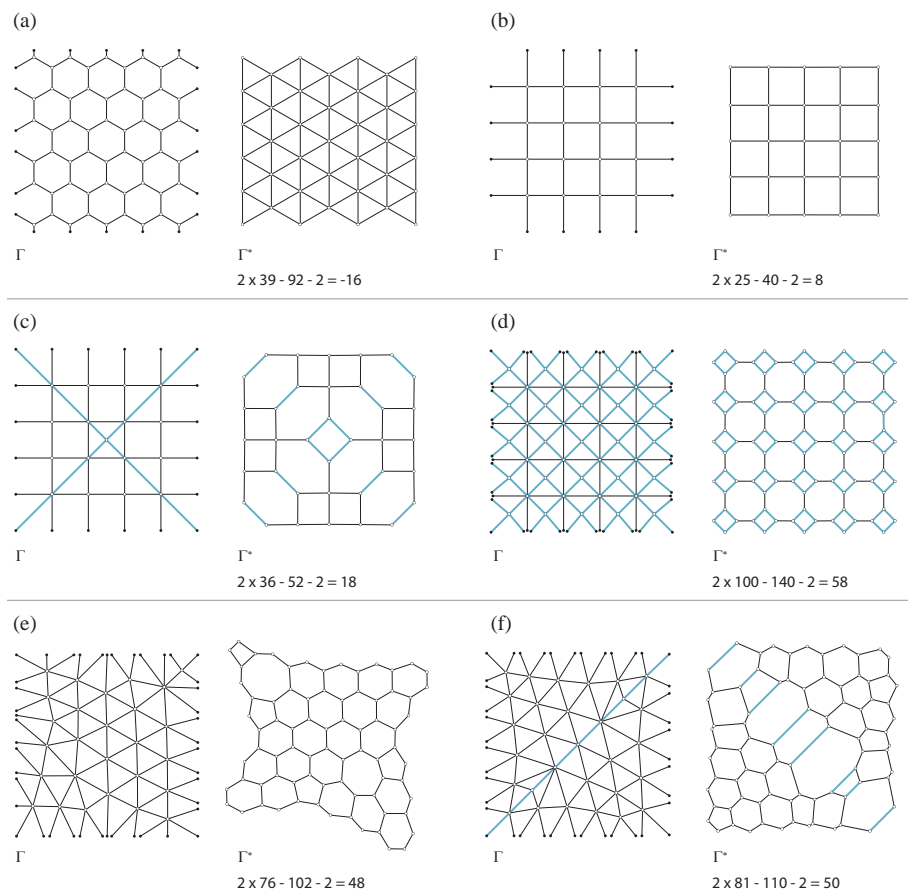 (a)
(b)
Γ
Γ*
2 x 39 - 92 - 2 = -16
Γ
Γ*
2 x 25 - 40 - 2 = 8
(c)
(d)
Γ
Γ*
2 x 36 - 52 - 2 = 18
Γ
Γ*
2 x 100 - 140 - 2 = 58
(e)
(f)
Γ
Γ*
2 x 76 - 102 - 2 = 48
Γ
Γ*
2 x 81 - 110 - 2 = 50